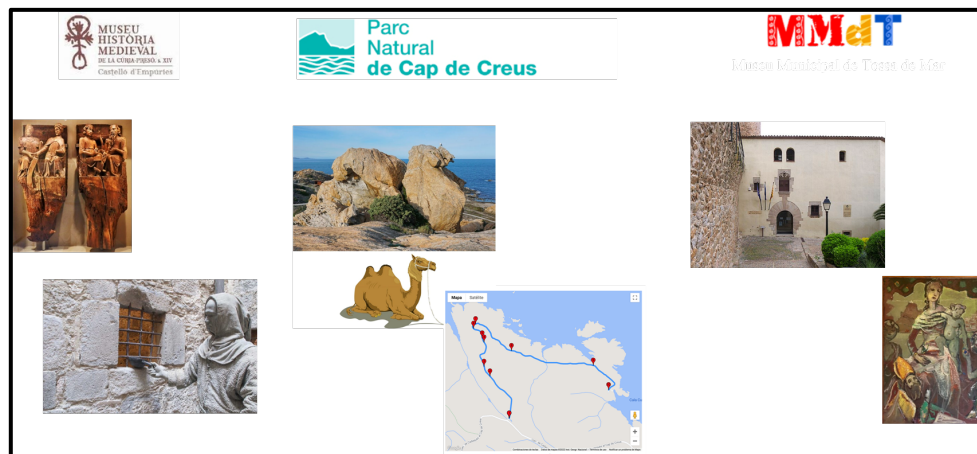 MUSEU
HISTÒRIA
MEDIEVAL
DE LA CÚRIA-PRESÓ, s. XIV
Castelló d'Empúries
Parc
Natural
de Cap de Creus
MMdT
Museu Municipal de Tossa de Mar
Mapa Satèl·lit